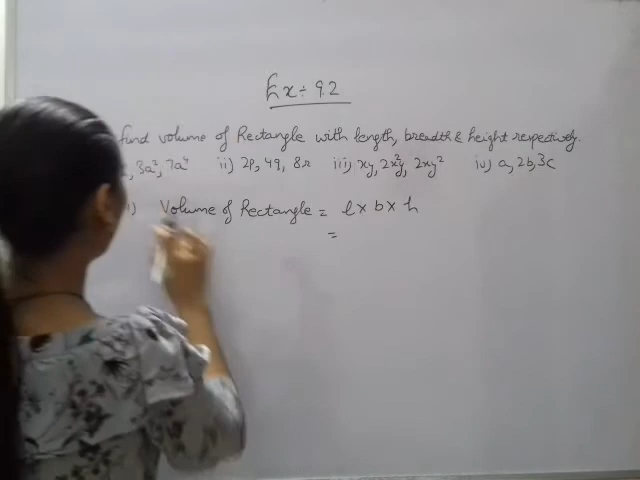 Ex÷ 9.2
find volume of Rectangle with length, breadth & height respectively.
, 3a², 7a⁴ ii) 2p, 4q, 8r iii) xy, 2x²y, 2xy² iv) a, 2b, 3c
i) Volume of Rectangle = l × b × h
=